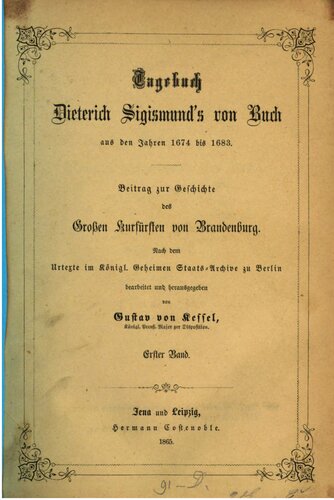 Tagebuch
Dieterich Sigismund's von Buch
aus den Jahren 1674 bis 1683.
Beitrag zur Geschichte
des
Großen Kurfürsten von Brandenburg.
Nach dem
Urtexte im Königl. Geheimen Staats-Archive zu Berlin
bearbeitet und herausgegeben
von
Gustav von Kessel,
Königl. Preuß. Major zur Disposition.
Erster Band.
Jena und Leipzig,
Hermann Costenoble.
1865.